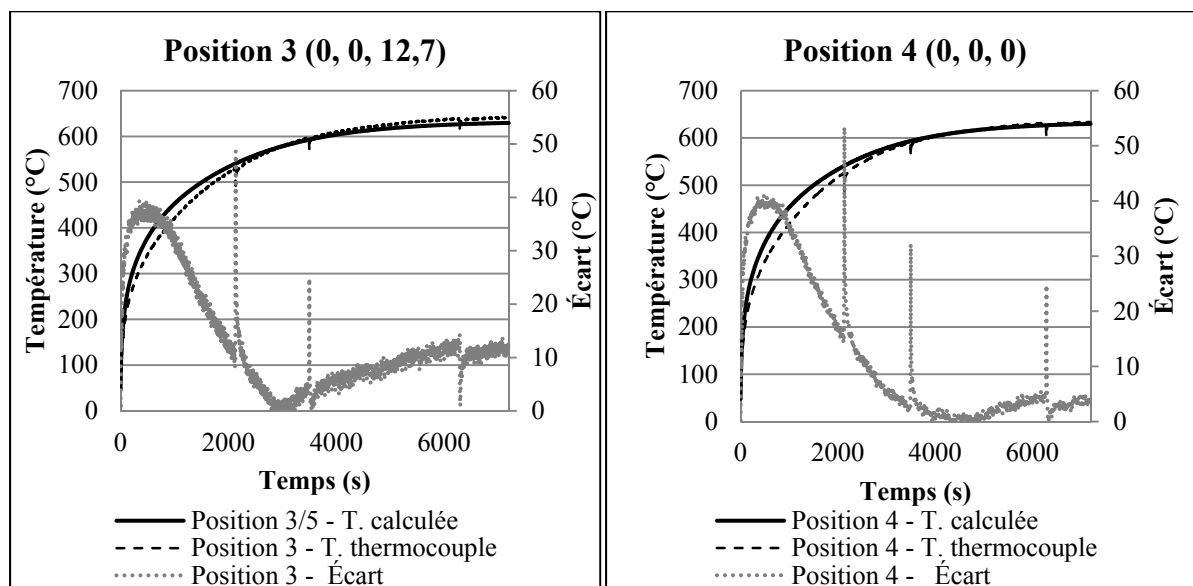 Position 3 (0, 0, 12,7)
700
600
500
400
300
200
100
0
Température (°C)
60
50
40
30
20
10
0
Écart (°C)
0 2000 4000 6000
Temps (s)
Position 3/5 - T. calculée
Position 3 - T. thermocouple
Position 3 - Écart
Position 4 (0, 0, 0)
700
600
500
400
300
200
100
0
Température (°C)
60
50
40
30
20
10
0
Écart (°C)
0 2000 4000 6000
Temps (s)
Position 4 - T. calculée
Position 4 - T. thermocouple
Position 4 - Écart